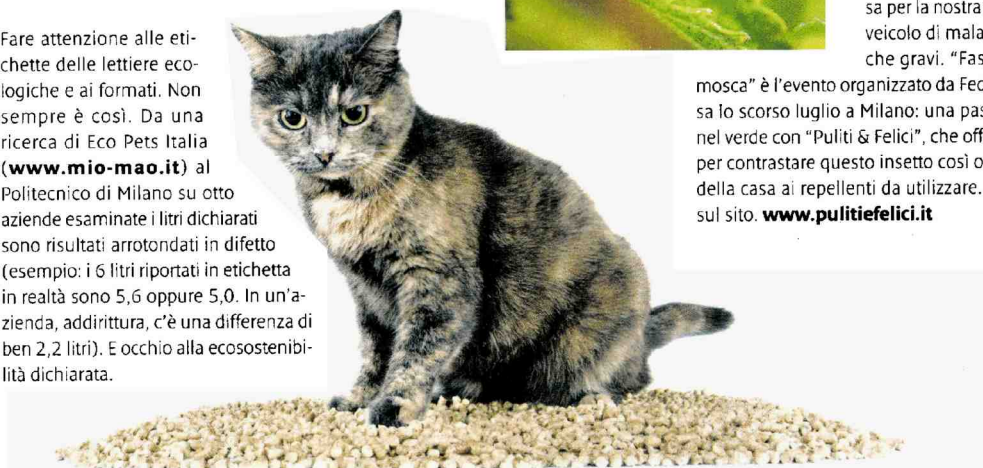 Fare attenzione alle eti-
chette delle lettiere eco-
logiche e ai formati. Non
sempre è così. Da una
ricerca di Eco Pets Italia
(www.mio-mao.it) al
Politecnico di Milano su otto
aziende esaminate i litri dichiarati
sono risultati arrotondati in difetto
(esempio: i 6 litri riportati in etichetta
in realtà sono 5,6 oppure 5,0. In un'a-
zienda, addirittura, c'è una differenza di
ben 2,2 litri). E occhio alla ecosostenibi-
lità dichiarata.
sa per la nostra
veicolo di mala
che gravi. “Fas
mosca” è l'evento organizzato da Fed
sa lo scorso luglio a Milano: una pas
nel verde con “Puliti & Felici”, che off
per contrastare questo insetto così o
della casa ai repellenti da utilizzare.
sul sito. www.pulitiefelici.it